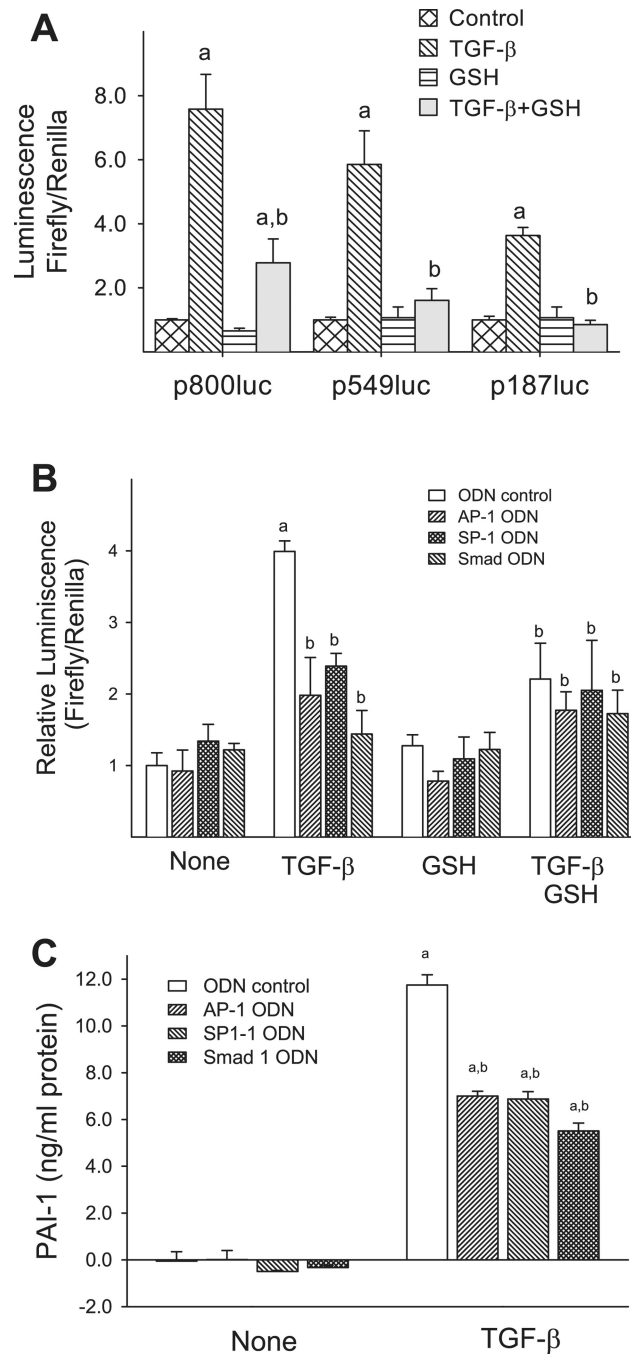 A
Control
TGF-β
GSH
TGF-β+GSH
Luminescence
Firefly/Renilla
8.0
6.0
4.0
2.0
a
a,b
a
b
a
b
p800luc p549luc p187luc
B
ODN control
AP-1 ODN
SP-1 ODN
Smad ODN
Relative Luminiscence
(Firefly/Renilla)
4
3
2
1
a
b b
b
b
b
b
b
None TGF-β GSH TGF-β
GSH
C
ODN control
AP-1 ODN
SP1-1 ODN
Smad 1 ODN
PAI-1 (ng/ml protein)
12.0
10.0
8.0
6.0
4.0
2.0
0.0
-2.0
a
a,b
a,b
a,b
None TGF-β